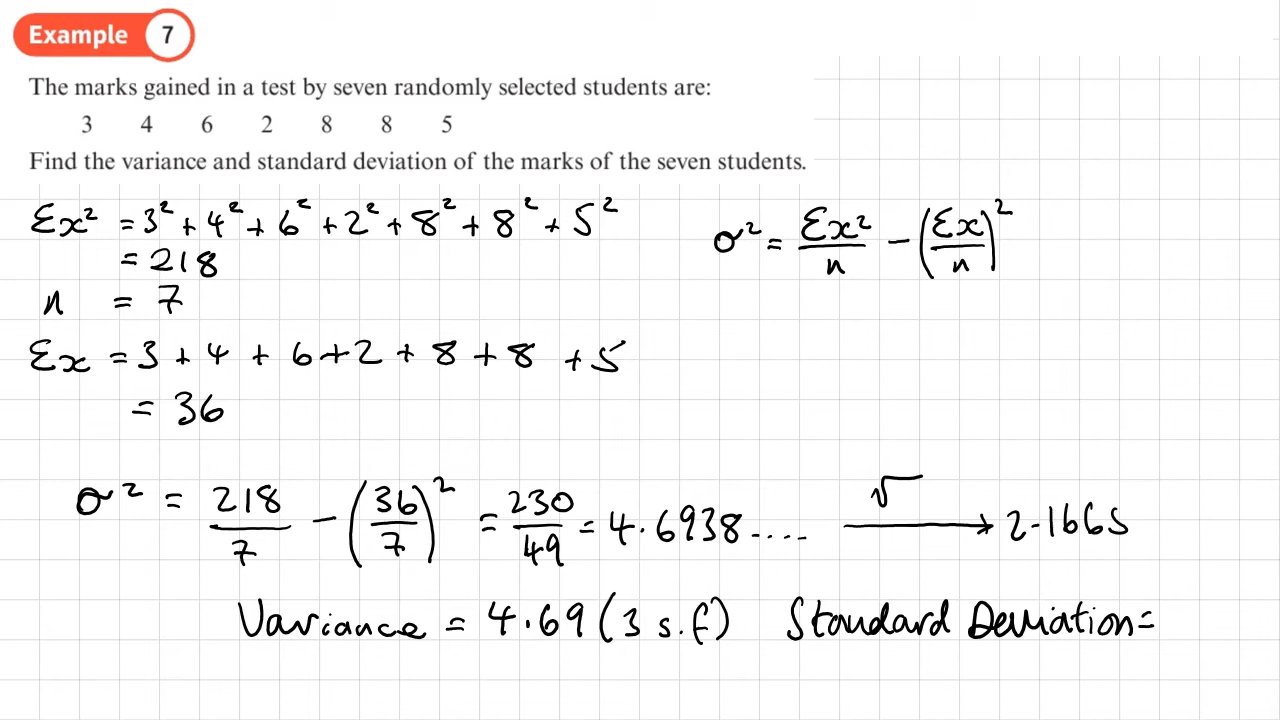 Example 7
The marks gained in a test by seven randomly selected students are:
3 4 6 2 8 8 5
Find the variance and standard deviation of the marks of the seven students.
Σx² = 3² + 4² + 6² + 2² + 8² + 8² + 5²
= 218
n = 7
Σx = 3 + 4 + 6 + 2 + 8 + 8 + 5
= 36
σ² = Σx²/n − (Σx/n)²
σ² = 218/7 − (36/7)² = 230/49 = 4.6938.... √ → 2.1665
Variance = 4.69 (3 s.f) Standard Deviation =